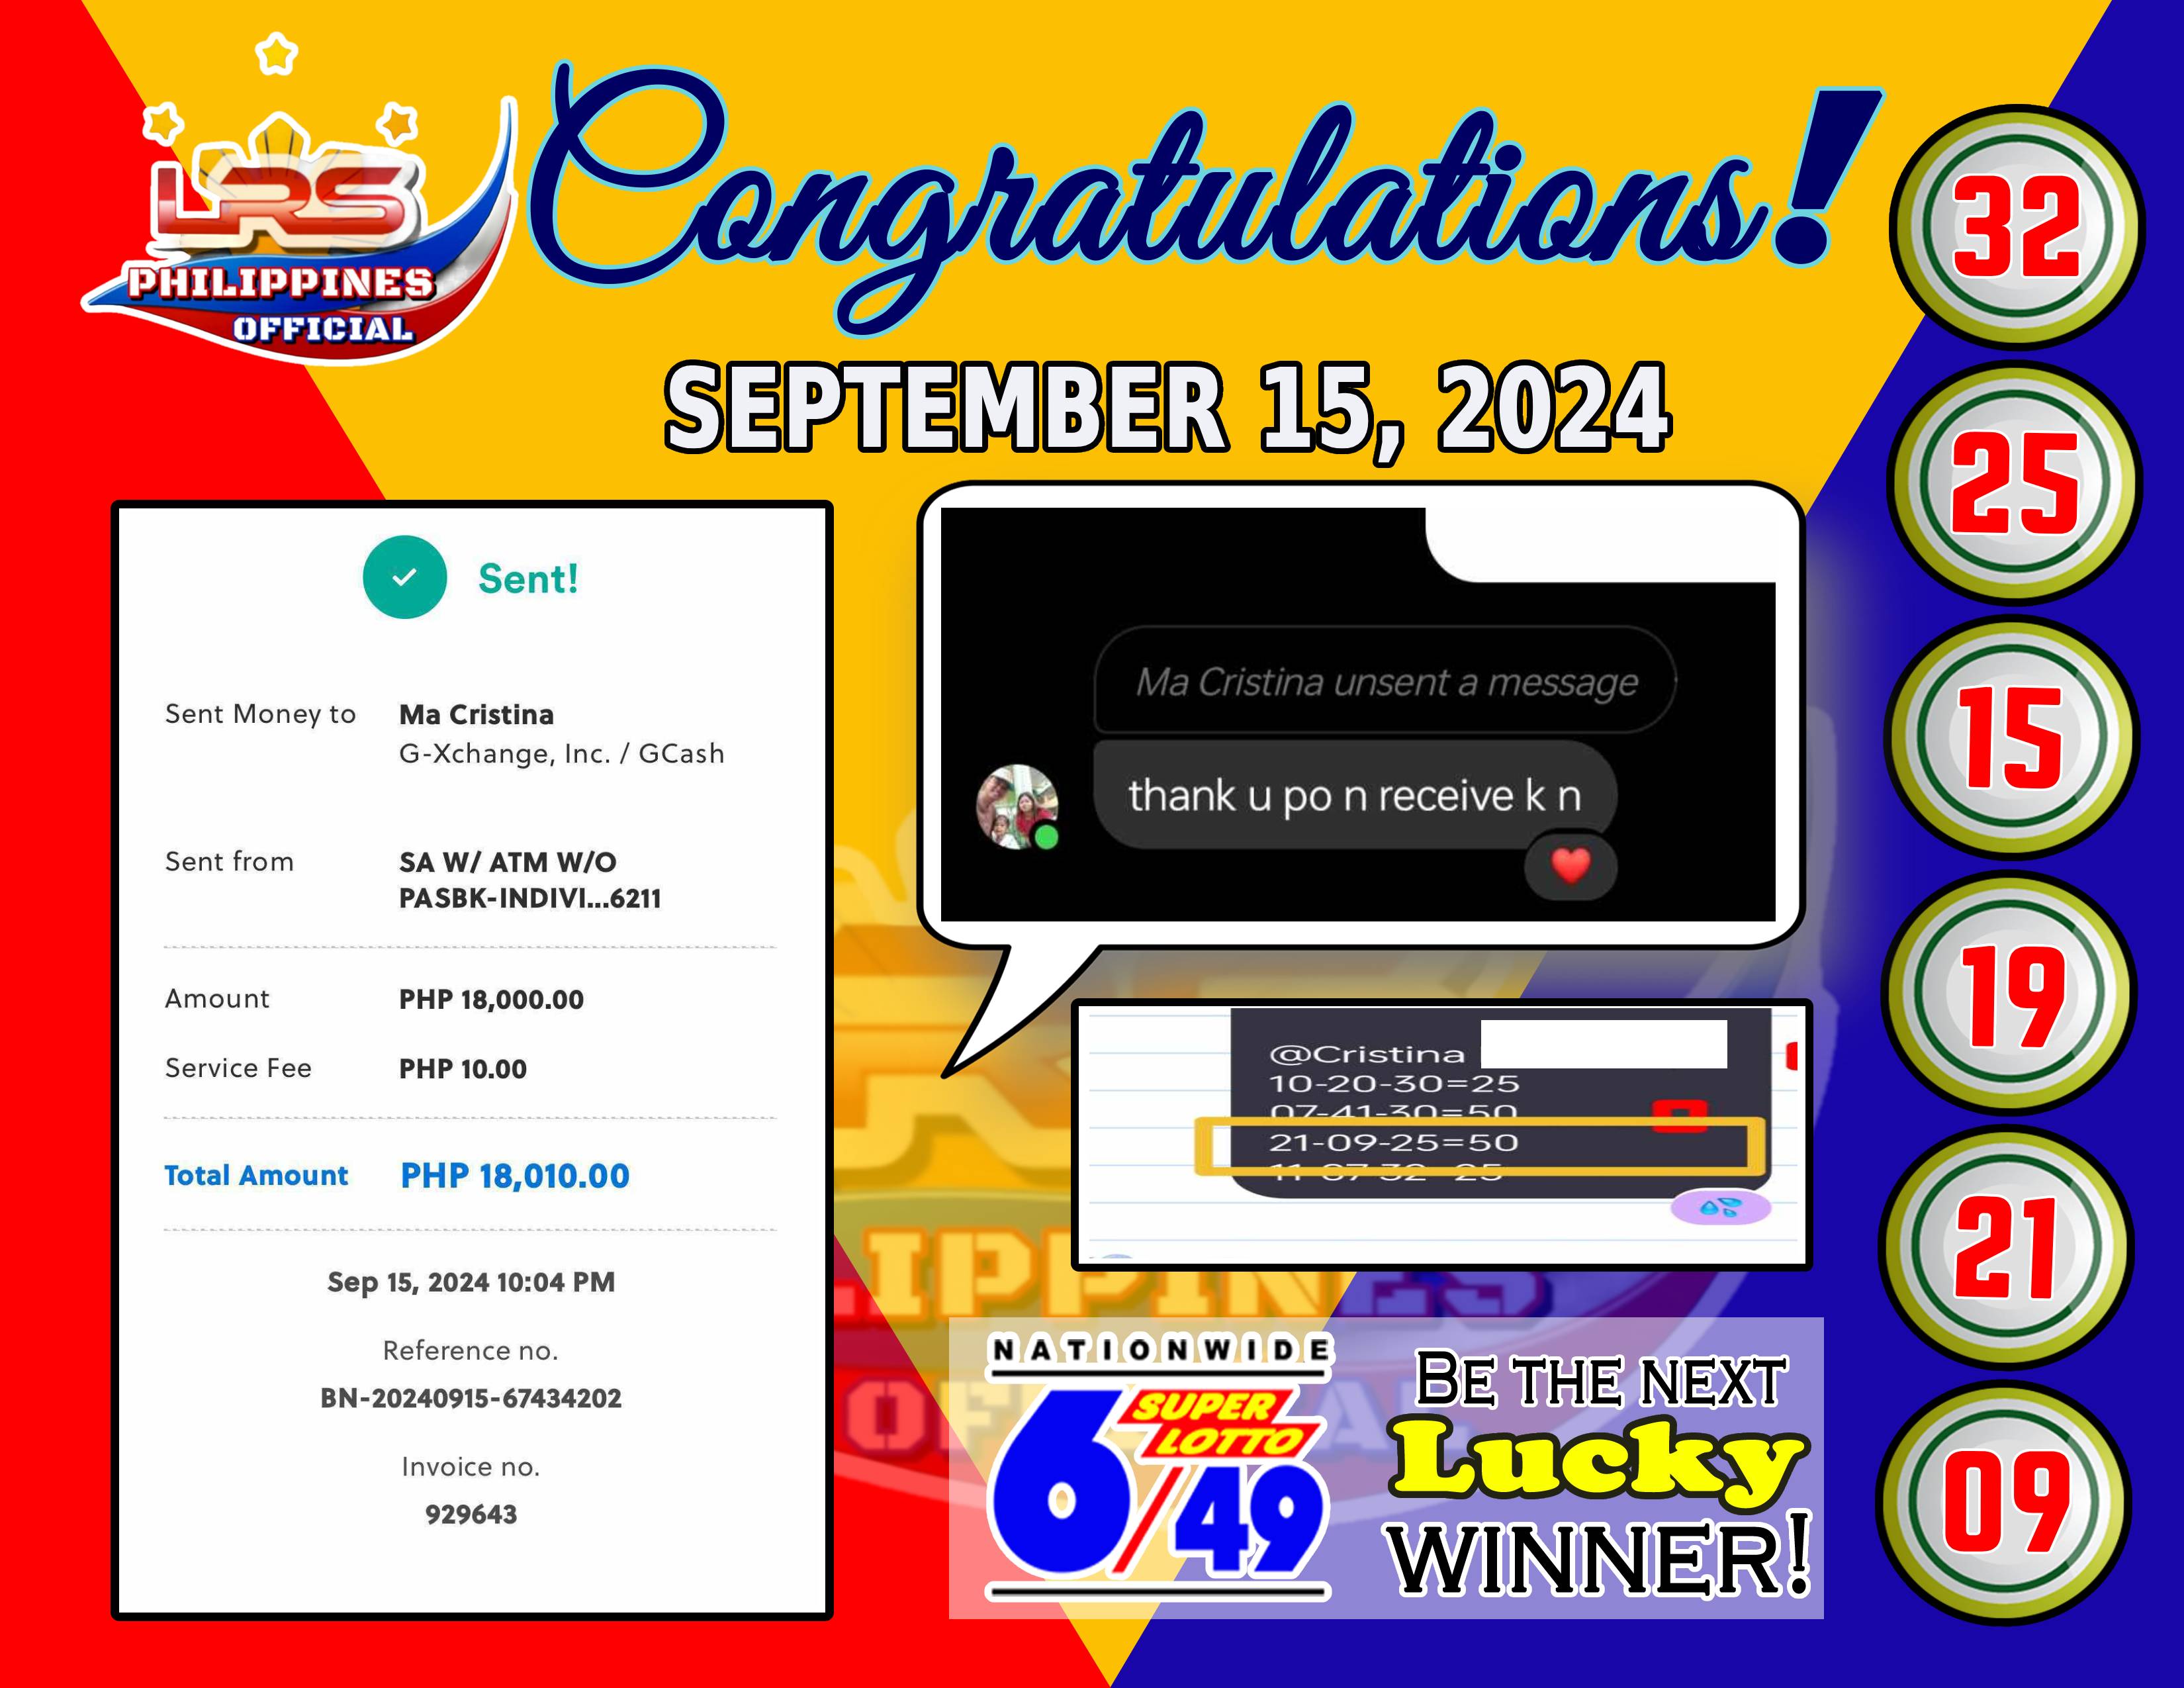 LRS
PHILIPPINES
OFFICIAL
Congratulations!
SEPTEMBER 15, 2024
Sent!
Sent Money to Ma Cristina
G-Xchange, Inc. / GCash
Sent from SA W/ ATM W/O
PASBK-INDIVI...6211
Amount PHP 18,000.00
Service Fee PHP 10.00
Total Amount PHP 18,010.00
Sep 15, 2024 10:04 PM
Reference no.
BN-20240915-67434202
Invoice no.
929643
Ma Cristina unsent a message
thank u po n receive k n
@Cristina
10-20-30=25
07-41-30=50
21-09-25=50
NATIONWIDE
SUPER
LOTTO
6/49
BE THE NEXT
Lucky
WINNER!
32
25
15
19
21
09